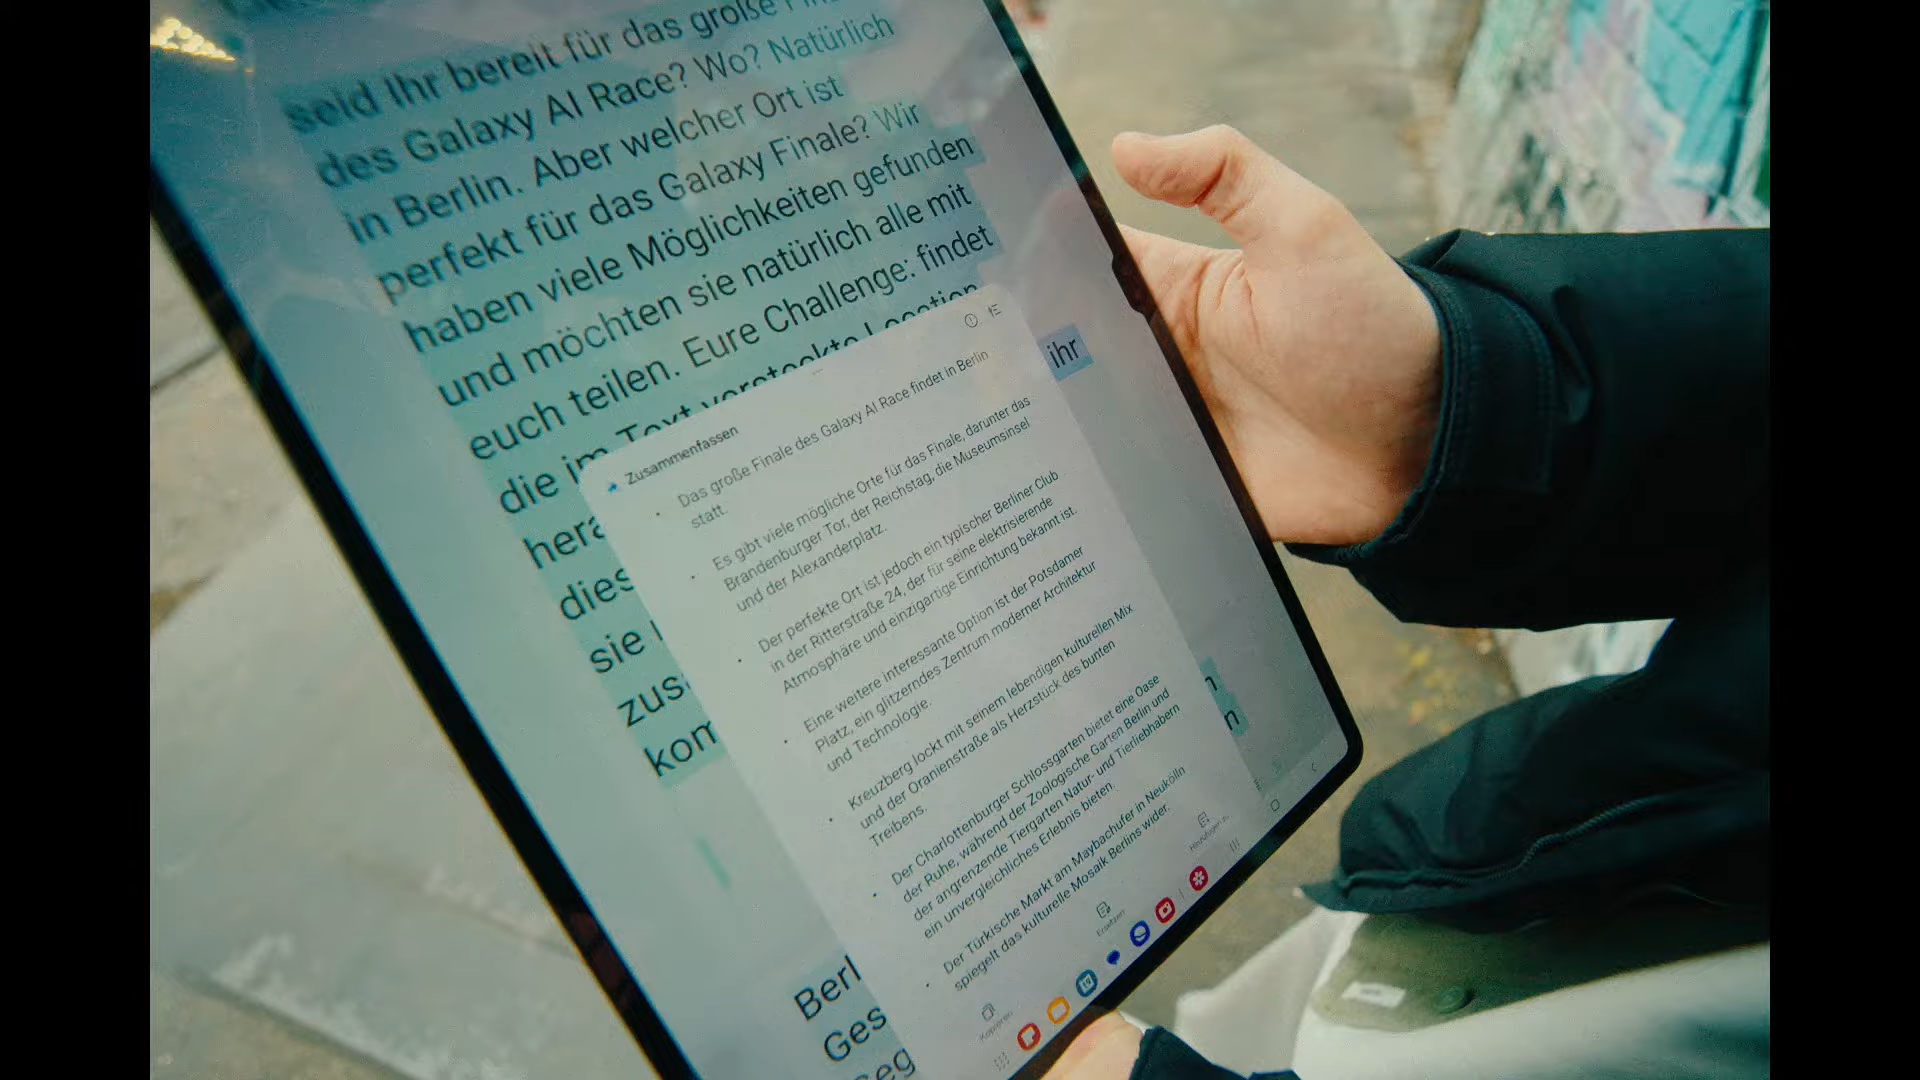 seid Ihr bereit für das große
des Galaxy AI Race? Wo? Natürlich
in Berlin. Aber welcher Ort ist
perfekt für das Galaxy Finale? Wir
haben viele Möglichkeiten gefunden
und möchten sie natürlich alle mit
euch teilen. Eure Challenge: findet
die im Text versteckte Location
ihr
Zusammenfassen
• Das große Finale des Galaxy AI Race findet in Berlin
statt.
• Es gibt viele mögliche Orte für das Finale, darunter das
Brandenburger Tor, der Reichstag, die Museumsinsel
und der Alexanderplatz.
• Der perfekte Ort ist jedoch ein typischer Berliner Club
in der Ritterstraße 24, der für seine elektrisierende
Atmosphäre und einzigartige Einrichtung bekannt ist.
• Eine weitere interessante Option ist der Potsdamer
Platz, ein glitzerndes Zentrum moderner Architektur
und Technologie.
• Kreuzberg lockt mit seinem lebendigen kulturellen Mix
und der Oranienstraße als Herzstück des bunten
Treibens.
• Der Charlottenburger Schlossgarten bietet eine Oase
der Ruhe, während der Zoologische Garten Berlin und
der angrenzende Tiergarten Natur- und Tierliebhabern
ein unvergleichliches Erlebnis bieten.
• Der Türkische Markt am Maybachufer in Neukölln
spiegelt das kulturelle Mosaik Berlins wider.
Kopieren
Ersetzen
Hinzufügen z...
hera
dies
sie
zus
kom
Berl
Ges
seg